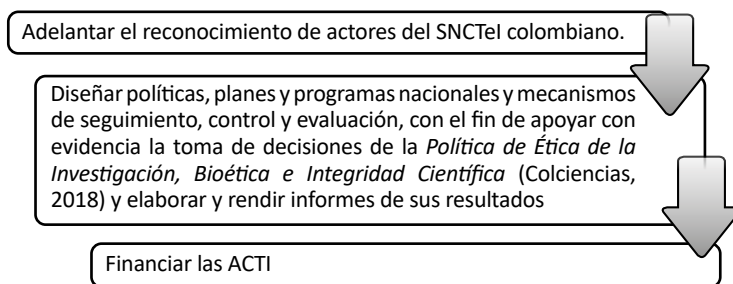 Adelantar el reconocimiento de actores del SNCTeI colombiano.
Diseñar políticas, planes y programas nacionales y mecanismos
de seguimiento, control y evaluación, con el fin de apoyar con
evidencia la toma de decisiones de la Política de Ética de la
Investigación, Bioética e Integridad Científica (Colciencias,
2018) y elaborar y rendir informes de sus resultados
Financiar las ACTI